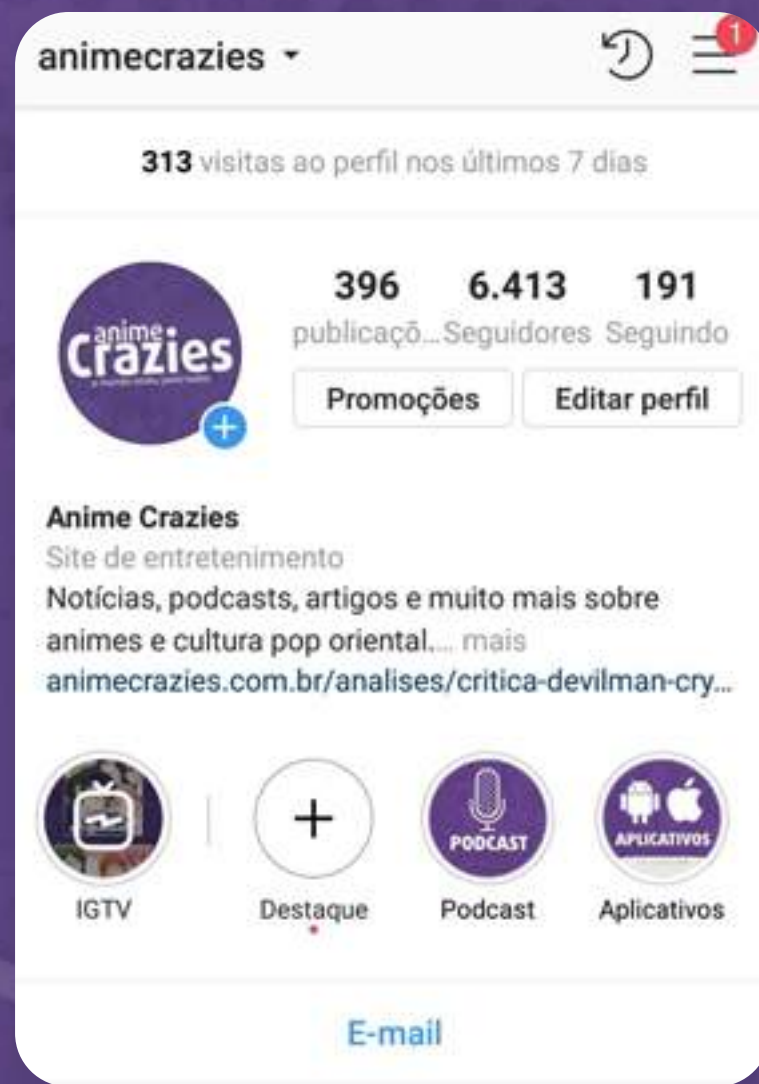 animecrazies
1
313 visitas ao perfil nos últimos 7 dias
anime
Crazies
396 6.413 191
publicaçõ... Seguidores Seguindo
Promoções Editar perfil
Anime Crazies
Site de entretenimento
Notícias, podcasts, artigos e muito mais sobre
animes e cultura pop oriental.... mais
animecrazies.com.br/analises/critica-devilman-cry...
PODCAST
APLICATIVOS
IGTV Destaque Podcast Aplicativos
E-mail